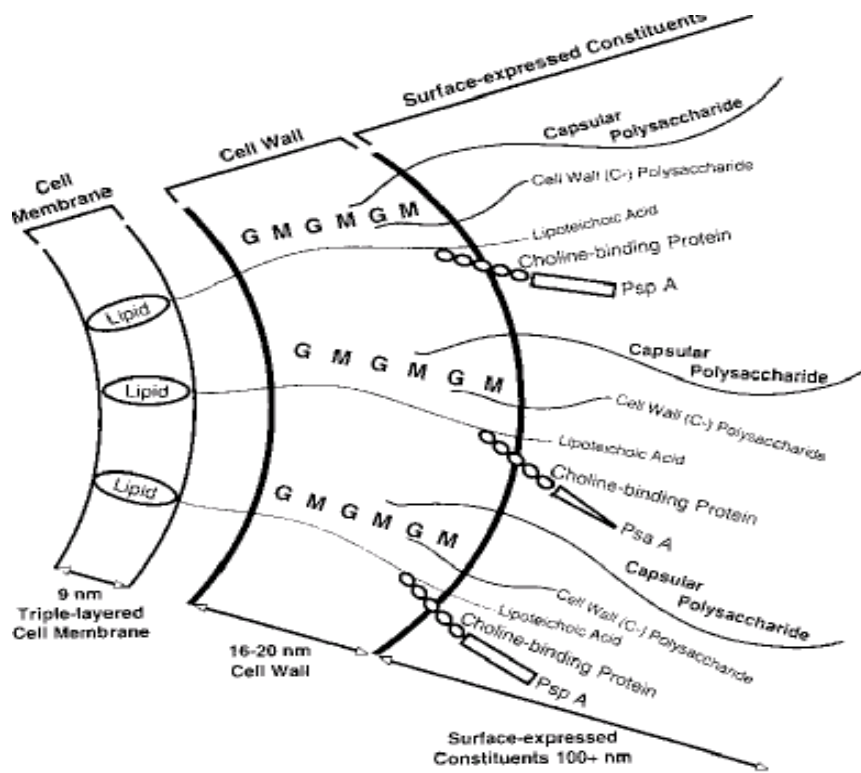 Surface-expressed Constituents
Cell Wall
Cell
Membrane
Capsular
Polysaccharide
Cell Wall (C-) Polysaccharide
G M G M G M
Lipoteichoic Acid
Choline-binding Protein
Psp A
Lipid
Capsular
Polysaccharide
G M G M G M
Lipid
Cell Wall (C-) Polysaccharide
Lipoteichoic Acid
Choline-binding Protein
Psa A
Lipid
G M G M G M
Capsular
Polysaccharide
Cell Wall (C-) Polysaccharide
Lipoteichoic Acid
Choline-binding Protein
Psp A
9 nm
Triple-layered
Cell Membrane
16-20 nm
Cell Wall
Surface-expressed
Constituents 100+ nm